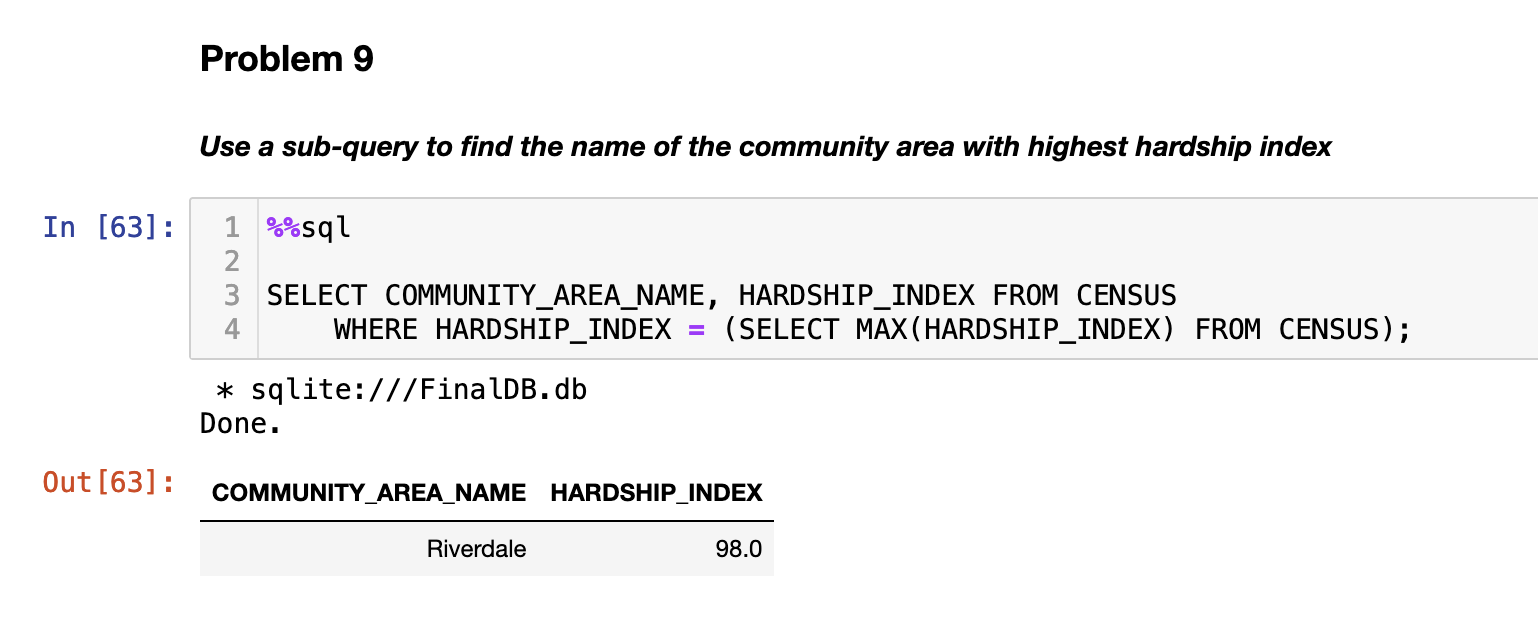 Problem 9
Use a sub-query to find the name of the community area with highest hardship index
In [63]:
1 %%sql
2
3 SELECT COMMUNITY_AREA_NAME, HARDSHIP_INDEX FROM CENSUS
4     WHERE HARDSHIP_INDEX = (SELECT MAX(HARDSHIP_INDEX) FROM CENSUS);
* sqlite:///FinalDB.db
Done.
Out[63]:
COMMUNITY_AREA_NAME HARDSHIP_INDEX
Riverdale 98.0